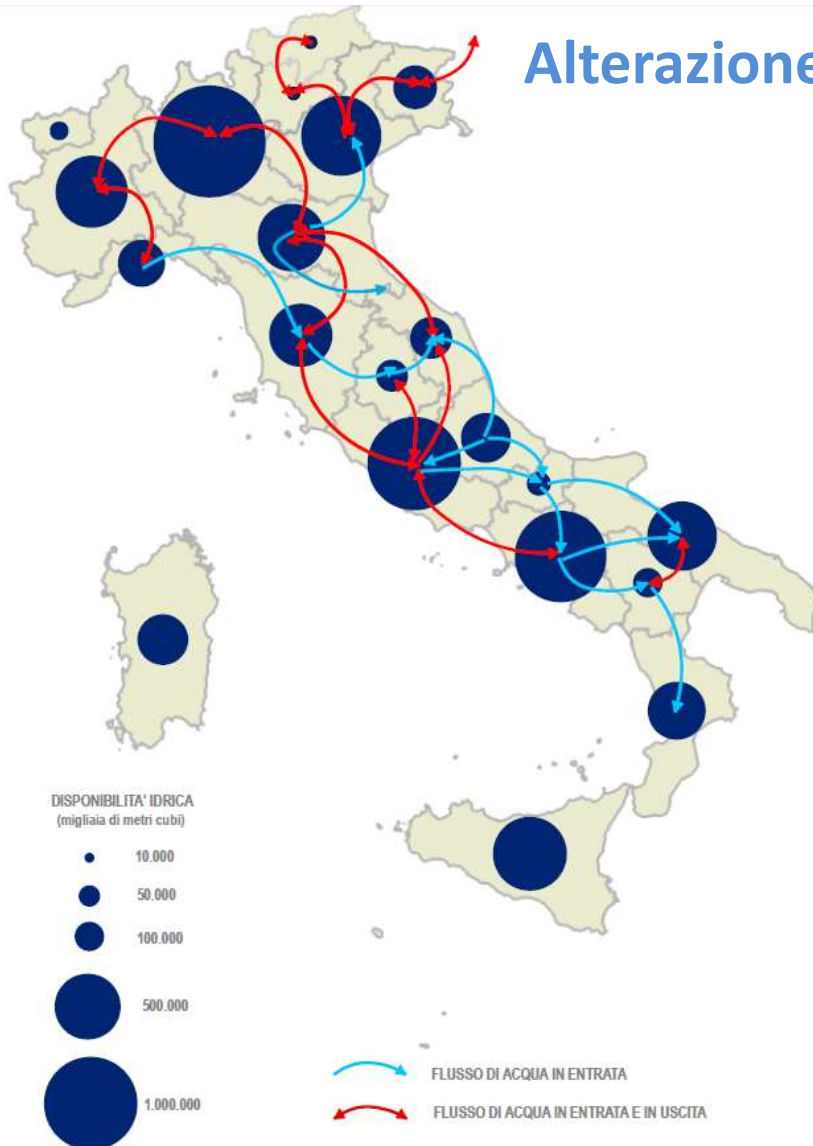 Alterazione
DISPONIBILITA' IDRICA
(migliaia di metri cubi)
10.000
50.000
100.000
500.000
1.000.000
FLUSSO DI ACQUA IN ENTRATA
FLUSSO DI ACQUA IN ENTRATA E IN USCITA